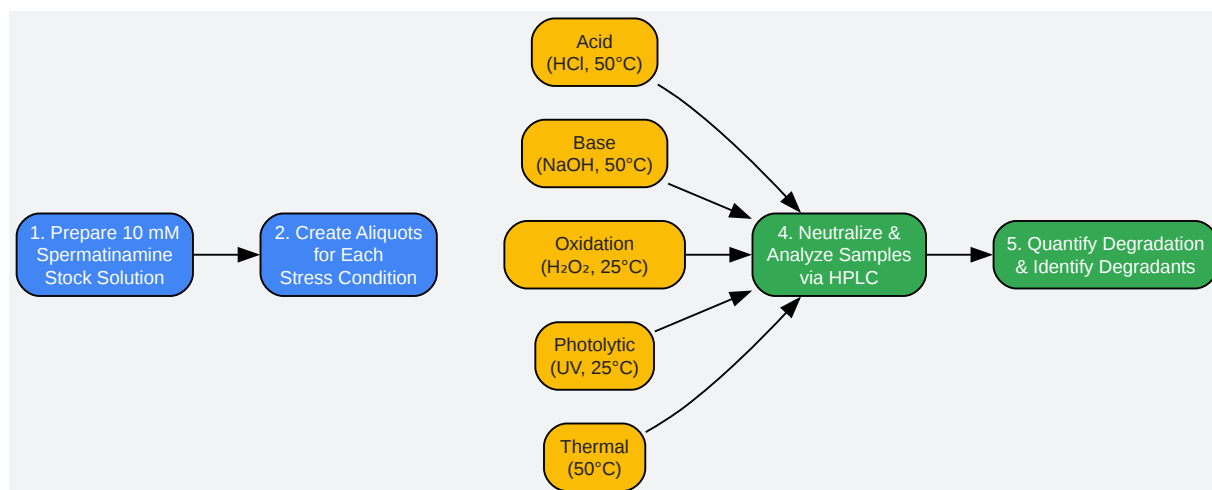 1. Prepare 10 mM
Spermatinamine
Stock Solution
2. Create Aliquots
for Each
Stress Condition
Acid
(HCl, 50°C)
Base
(NaOH, 50°C)
Oxidation
(H₂O₂, 25°C)
Photolytic
(UV, 25°C)
Thermal
(50°C)
4. Neutralize &
Analyze Samples
via HPLC
5. Quantify Degradation
& Identify Degradants